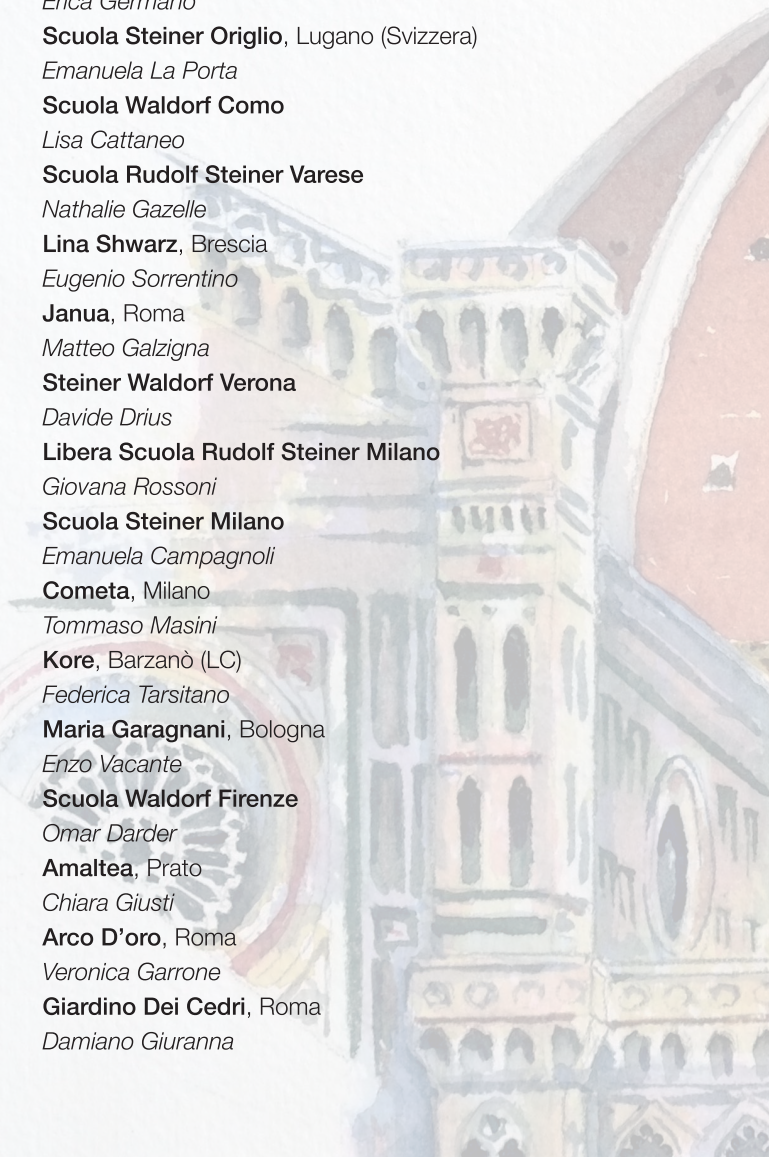 Erica Germano
Scuola Steiner Origlio, Lugano (Svizzera)
Emanuela La Porta
Scuola Waldorf Como
Lisa Cattaneo
Scuola Rudolf Steiner Varese
Nathalie Gazelle
Lina Shwarz, Brescia
Eugenio Sorrentino
Janua, Roma
Matteo Galzigna
Steiner Waldorf Verona
Davide Drius
Libera Scuola Rudolf Steiner Milano
Giovana Rossoni
Scuola Steiner Milano
Emanuela Campagnoli
Cometa, Milano
Tommaso Masini
Kore, Barzanò (LC)
Federica Tarsitano
Maria Garagnani, Bologna
Enzo Vacante
Scuola Waldorf Firenze
Omar Darder
Amaltea, Prato
Chiara Giusti
Arco D’oro, Roma
Veronica Garrone
Giardino Dei Cedri, Roma
Damiano Giuranna